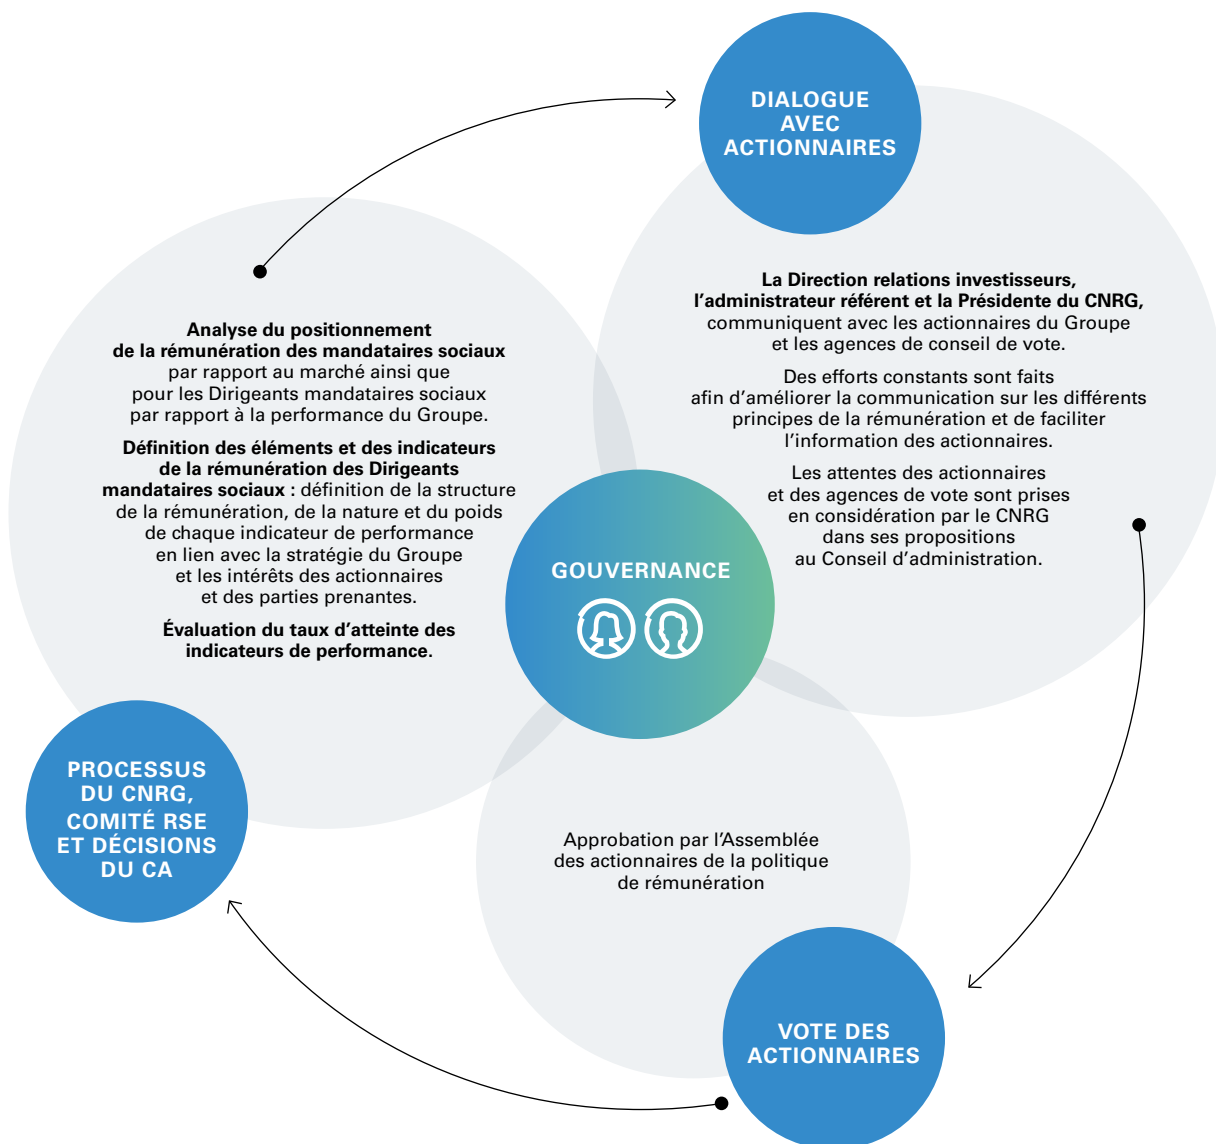 DIALOGUE
AVEC
ACTIONNAIRES
La Direction relations investisseurs,
l’administrateur référent et la Présidente du CNRG,
communiquent avec les actionnaires du Groupe
et les agences de conseil de vote.
Des efforts constants sont faits
afin d’améliorer la communication sur les différents
principes de la rémunération et de faciliter
l’information des actionnaires.
Les attentes des actionnaires
et des agences de vote sont prises
en considération par le CNRG
dans ses propositions
au Conseil d’administration.
Analyse du positionnement
de la rémunération des mandataires sociaux
par rapport au marché ainsi que
pour les Dirigeants mandataires sociaux
par rapport à la performance du Groupe.
Définition des éléments et des indicateurs
de la rémunération des Dirigeants
mandataires sociaux : définition de la structure
de la rémunération, de la nature et du poids
de chaque indicateur de performance
en lien avec la stratégie du Groupe
et les intérêts des actionnaires
et des parties prenantes.
Évaluation du taux d’atteinte des
indicateurs de performance.
GOUVERNANCE
PROCESSUS
DU CNRG,
COMITÉ RSE
ET DÉCISIONS
DU CA
Approbation par l’Assemblée
des actionnaires de la politique
de rémunération
VOTE DES
ACTIONNAIRES